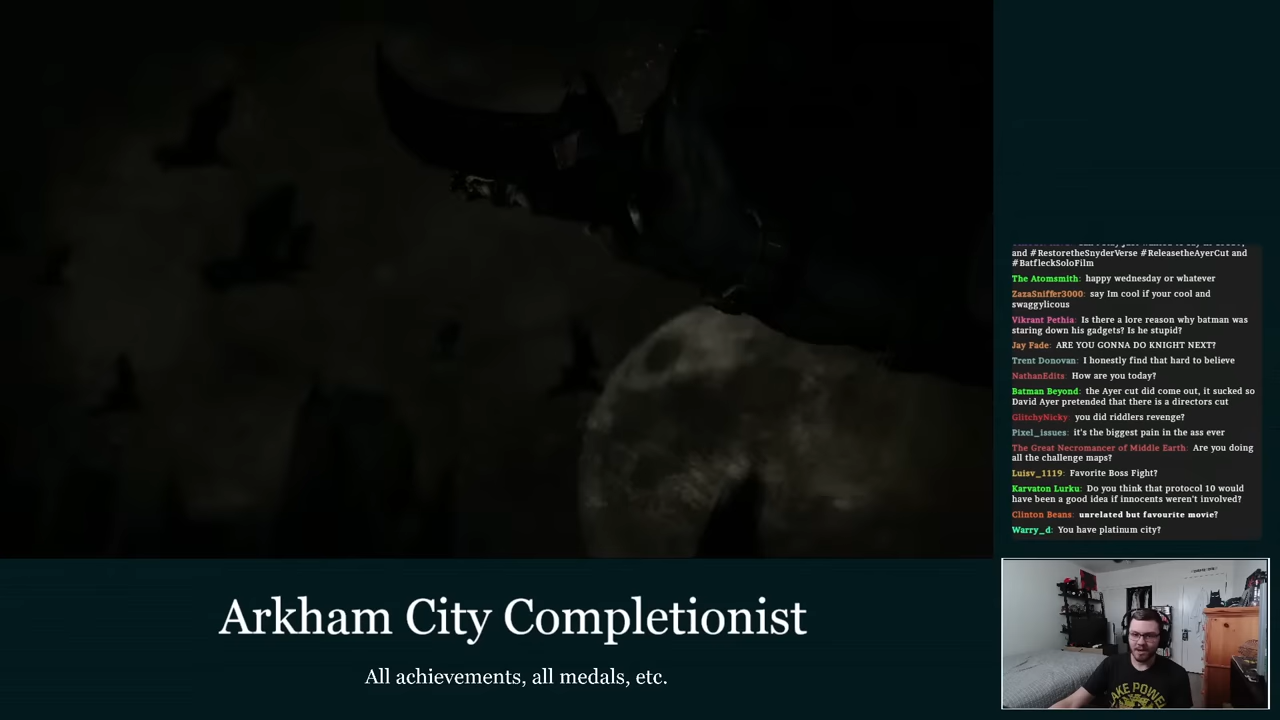 and #RestoretheSnyderVerse #ReleasetheAyerCut and
#BatfleckSoloFilm
The Atomsmith: happy wednesday or whatever
ZazaSniffer3000: say Im cool if your cool and
swaggylicous
Vikrant Pethia: Is there a lore reason why batman was
staring down his gadgets? Is he stupid?
Jay Fade: ARE YOU GONNA DO KNIGHT NEXT?
Trent Donovan: I honestly find that hard to believe
NathanEdits: How are you today?
Batman Beyond: the Ayer cut did come out, it sucked so
David Ayer pretended that there is a directors cut
GlitchyNicky: you did riddlers revenge?
Pixel_issues: it's the biggest pain in the ass ever
The Great Necromancer of Middle Earth: Are you doing
all the challenge maps?
Luisv_1119: Favorite Boss Fight?
Karvaton Lurku: Do you think that protocol 10 would
have been a good idea if innocents weren't involved?
Clinton Beans: unrelated but favourite movie?
Warry_d: You have platinum city?
Arkham City Completionist
All achievements, all medals, etc.